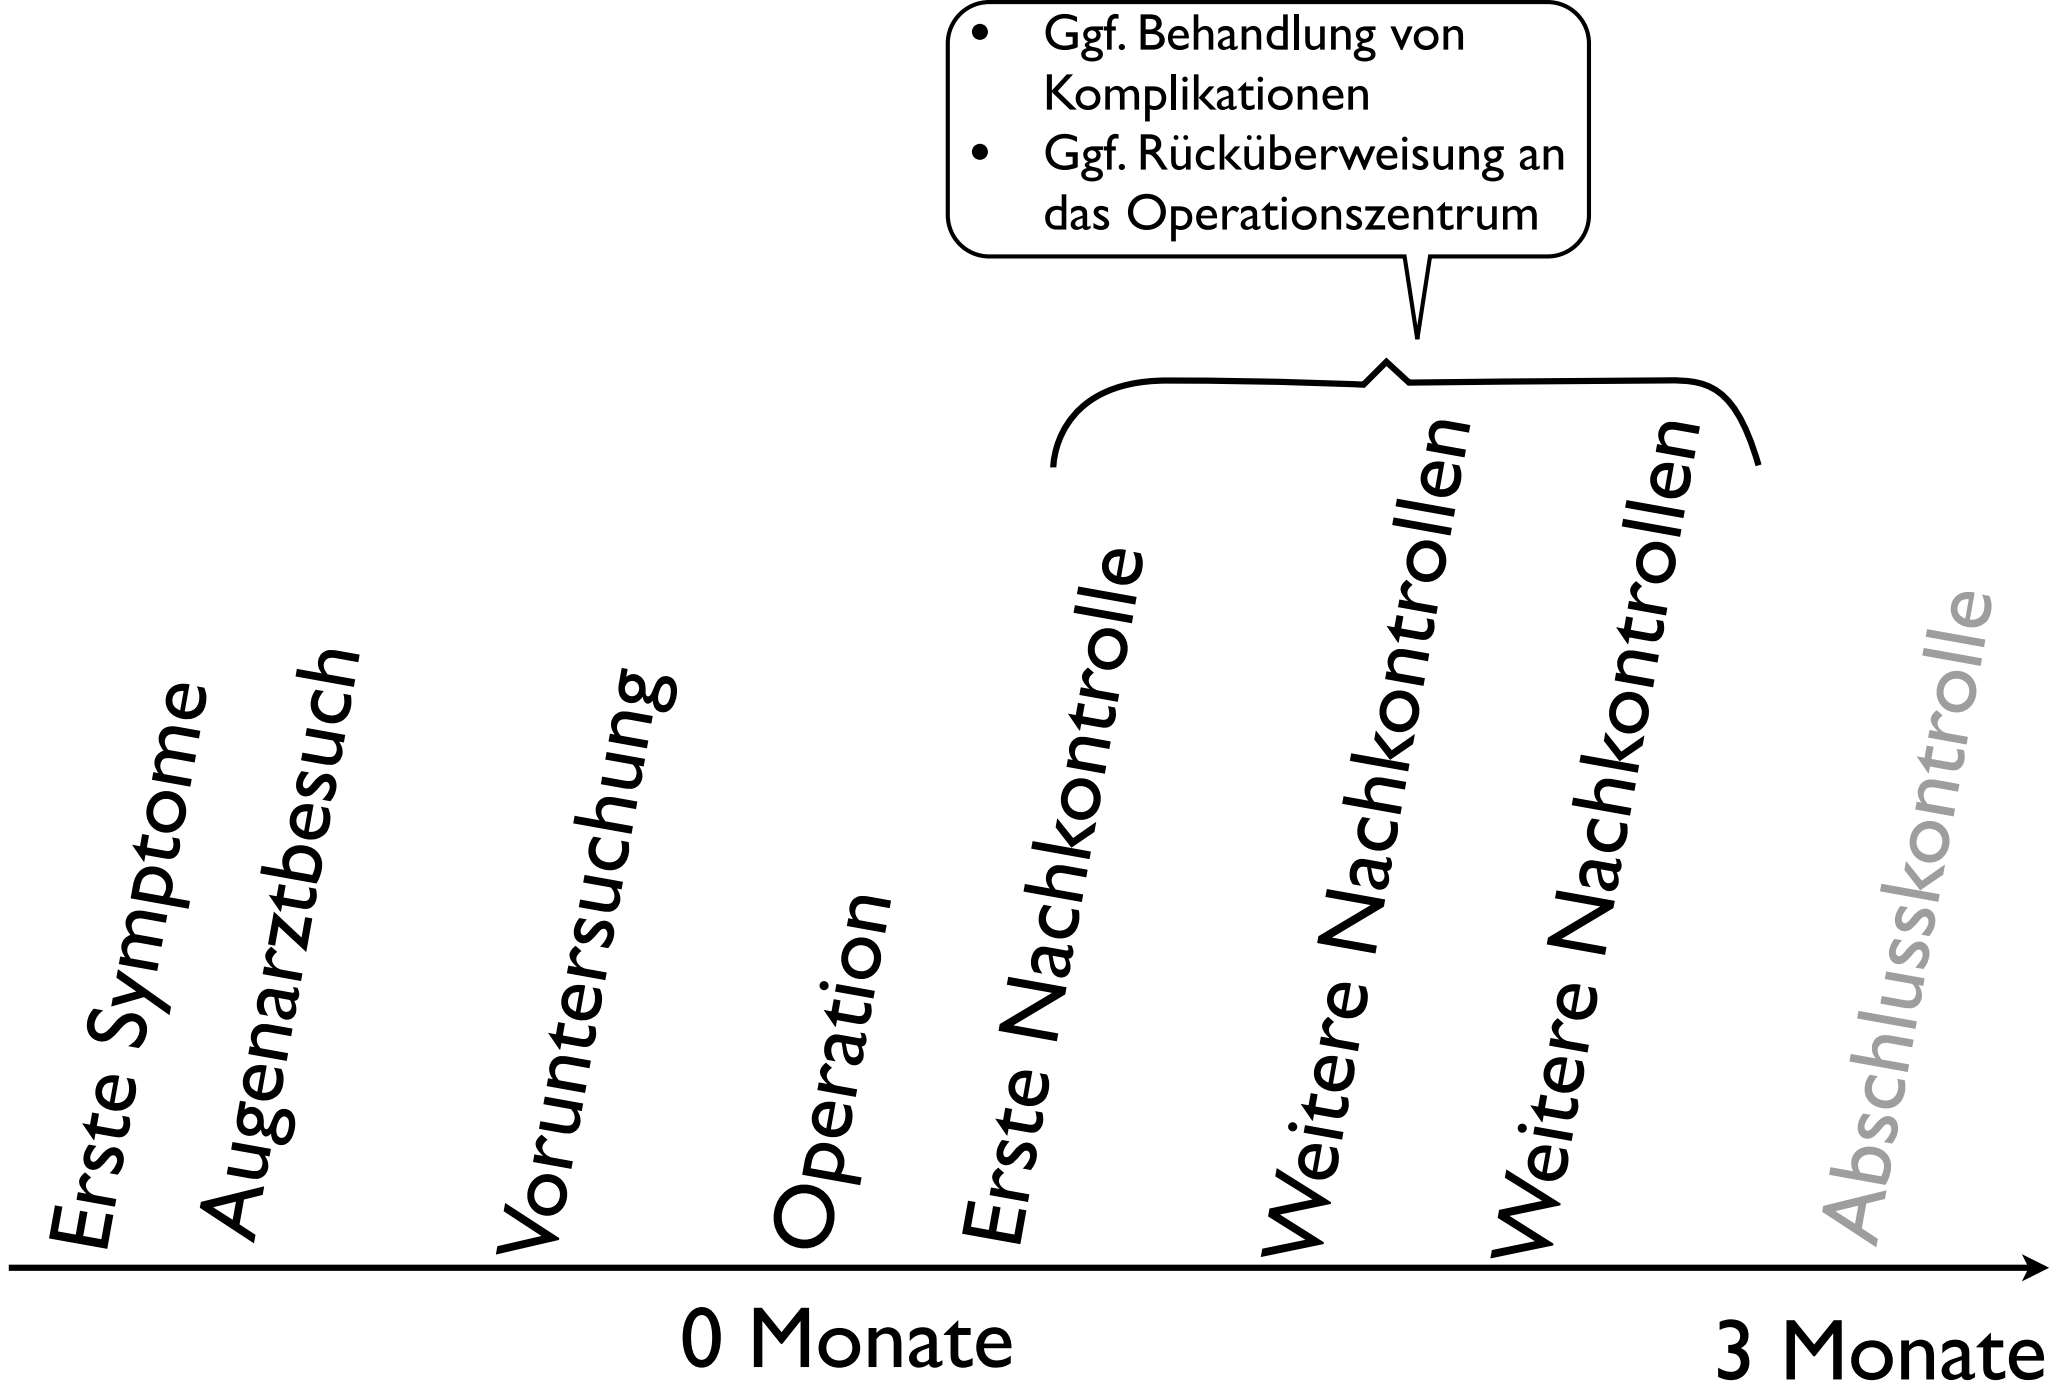 • Ggf. Behandlung von
Komplikationen
• Ggf. Rücküberweisung an
das Operationszentrum
Erste Symptome
Augenarztbesuch
Voruntersuchung
Operation
Erste Nachkontrolle
Weitere Nachkontrollen
Weitere Nachkontrollen
Abschlusskontrolle
0 Monate
3 Monate